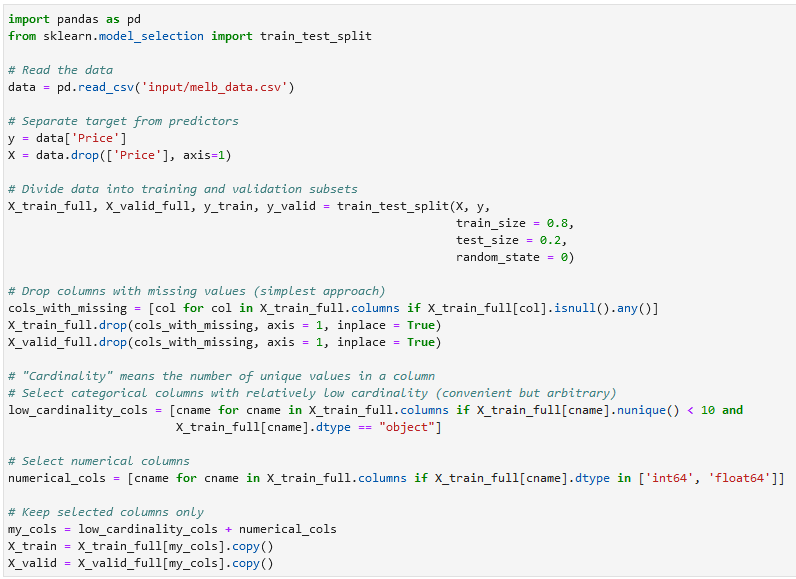 import pandas as pd
from sklearn.model_selection import train_test_split

# Read the data
data = pd.read_csv('input/melb_data.csv')

# Separate target from predictors
y = data['Price']
X = data.drop(['Price'], axis=1)

# Divide data into training and validation subsets
X_train_full, X_valid_full, y_train, y_valid = train_test_split(X, y,
                                                                train_size = 0.8,
                                                                test_size = 0.2,
                                                                random_state = 0)

# Drop columns with missing values (simplest approach)
cols_with_missing = [col for col in X_train_full.columns if X_train_full[col].isnull().any()]
X_train_full.drop(cols_with_missing, axis = 1, inplace = True)
X_valid_full.drop(cols_with_missing, axis = 1, inplace = True)

# "Cardinality" means the number of unique values in a column
# Select categorical columns with relatively low cardinality (convenient but arbitrary)
low_cardinality_cols = [cname for cname in X_train_full.columns if X_train_full[cname].nunique() < 10 and
                        X_train_full[cname].dtype == "object"]

# Select numerical columns
numerical_cols = [cname for cname in X_train_full.columns if X_train_full[cname].dtype in ['int64', 'float64']]

# Keep selected columns only
my_cols = low_cardinality_cols + numerical_cols
X_train = X_train_full[my_cols].copy()
X_valid = X_valid_full[my_cols].copy()